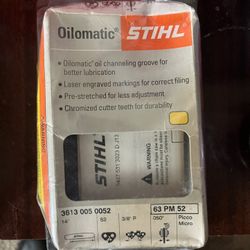 Oilomatic® STIHL®
• Oilomatic® oil channeling groove for
better lubrication
• Laser engraved markings for correct filing
• Pre-stretched for less adjustment
• Chromized cutter teeth for durability
STIHL
WARNING
3613 005 0052
63 PM 52
14"
52
3/8" P
.050"
Picco
Micro